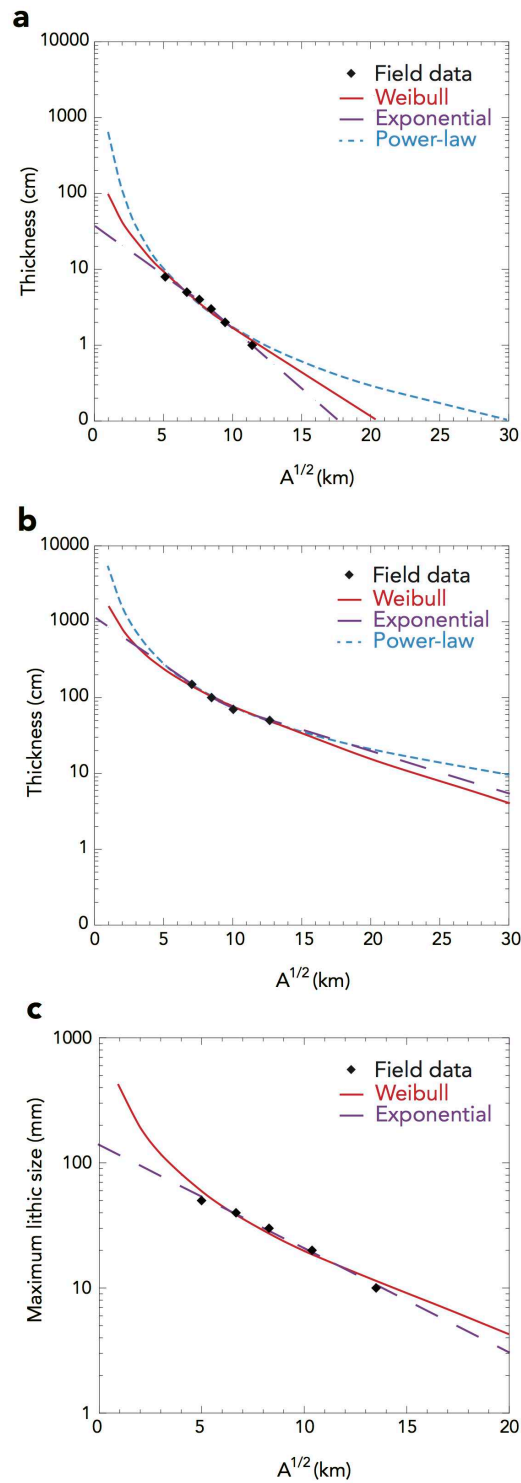 a
10000
1000
100
10
1
0
Thickness (cm)
Field data
Weibull
Exponential
Power-law
0 5 10 15 20 25 30
A1/2 (km)
b
10000
1000
100
10
1
0
Thickness (cm)
Field data
Weibull
Exponential
Power-law
0 5 10 15 20 25 30
A1/2 (km)
c
1000
100
10
1
Maximum lithic size (mm)
Field data
Weibull
Exponential
0 5 10 15 20
A1/2 (km)